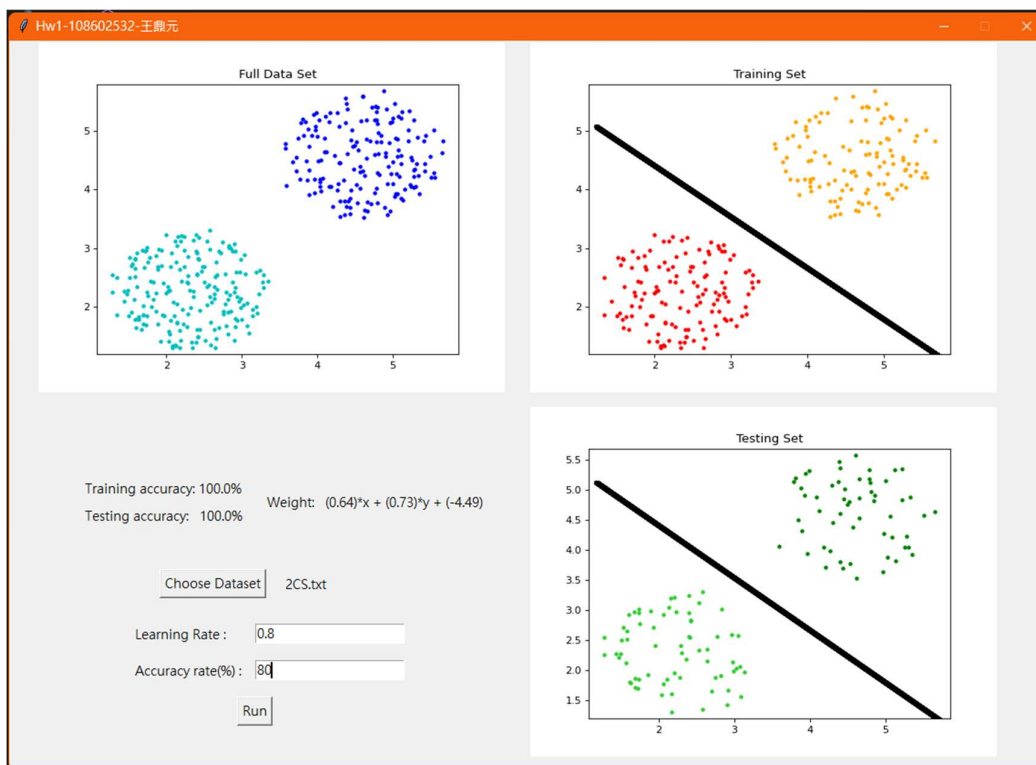 Hw1-108602532-王鼎元
Full Data Set
5
4
3
2
2 3 4 5
Training Set
5
4
3
2
2 3 4 5
Training accuracy: 100.0%
Testing accuracy: 100.0%
Weight: (0.64)*x + (0.73)*y + (-4.49)
Choose Dataset 2CS.txt
Learning Rate : 0.8
Accuracy rate(%) : 80
Run
Testing Set
5.5
5.0
4.5
4.0
3.5
3.0
2.5
2.0
1.5
2 3 4 5